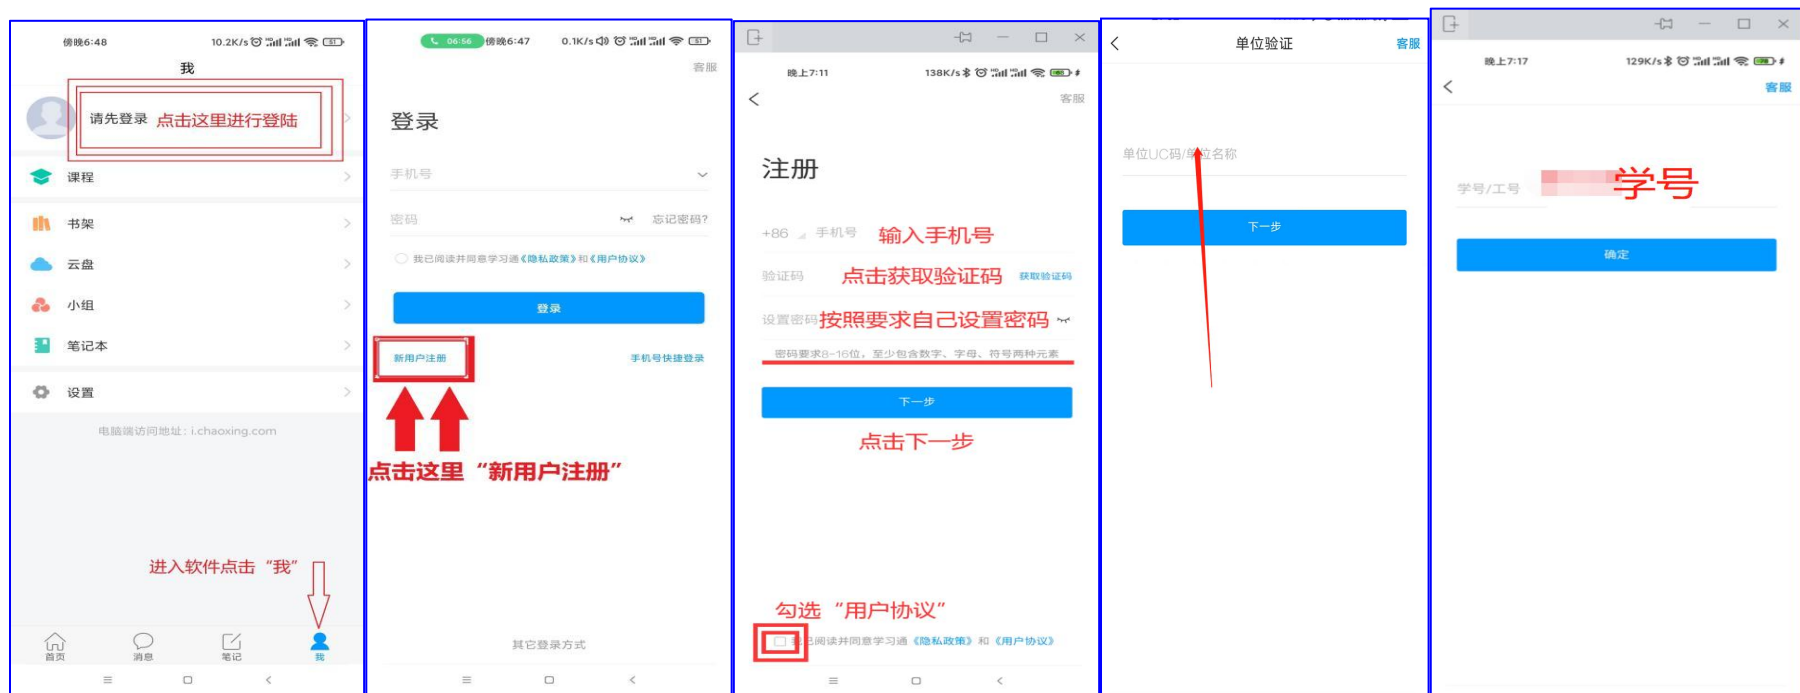 傍晚6:48
10.2K/s
51
我
请先登录
点击这里进行登陆
课程
书架
云盘
小组
笔记本
设置
电脑端访问地址：i.chaoxing.com
进入软件点击“我”
首页
消息
笔记
我
06:56
傍晚6:47
0.1K/s
51
客服
登录
手机号
密码
忘记密码?
我已阅读并同意学习通《隐私政策》和《用户协议》
登录
新用户注册
手机号快捷登录
点击这里“新用户注册”
其它登录方式
晚上7:11
138K/s
客服
注册
+86
手机号
输入手机号
验证码
点击获取验证码
获取验证码
设置密码
按照要求自己设置密码
密码要求8-16位，至少包含数字、字母、符号两种元素
下一步
点击下一步
勾选“用户协议”
已阅读并同意学习通《隐私政策》和《用户协议》
单位验证
客服
单位UC码/单位名称
下一步
晚上7:17
129K/s
客服
学号/工号
学号
确定